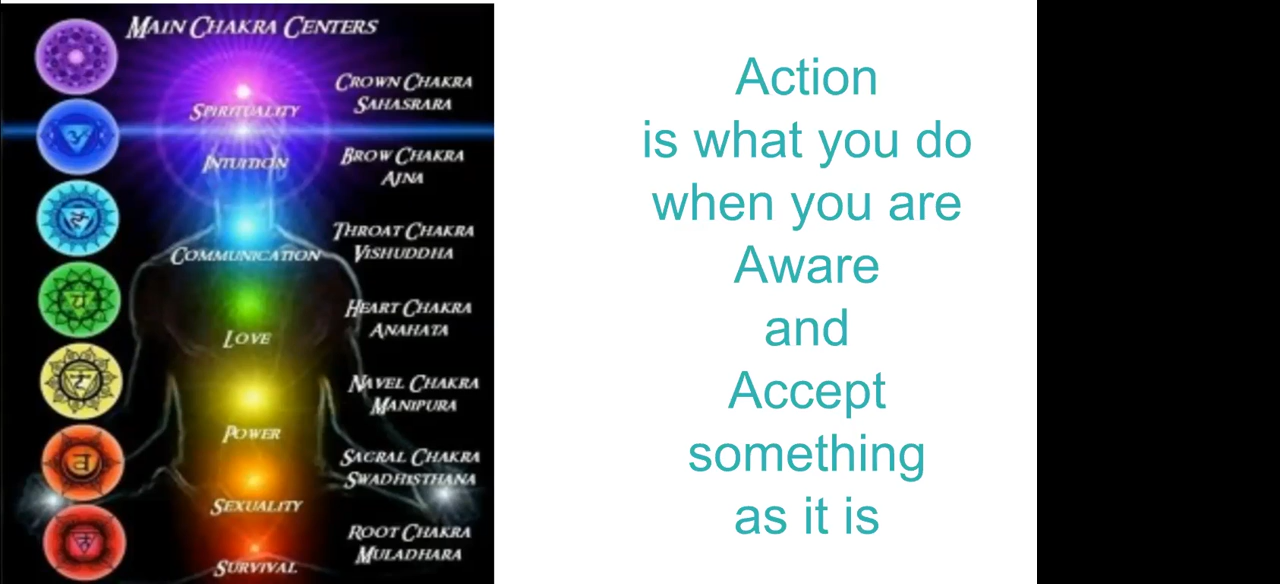 MAIN CHAKRA CENTERS
CROWN CHAKRA
SAHASRARA
SPIRITUALITY
BROW CHAKRA
AJNA
INTUITION
THROAT CHAKRA
VISHUDDHA
COMMUNICATION
HEART CHAKRA
ANAHATA
LOVE
NAVEL CHAKRA
MANIPURA
POWER
SACRAL CHAKRA
SWADHISTHANA
SEXUALITY
ROOT CHAKRA
MULADHARA
SURVIVAL
Action
is what you do
when you are
Aware
and
Accept
something
as it is